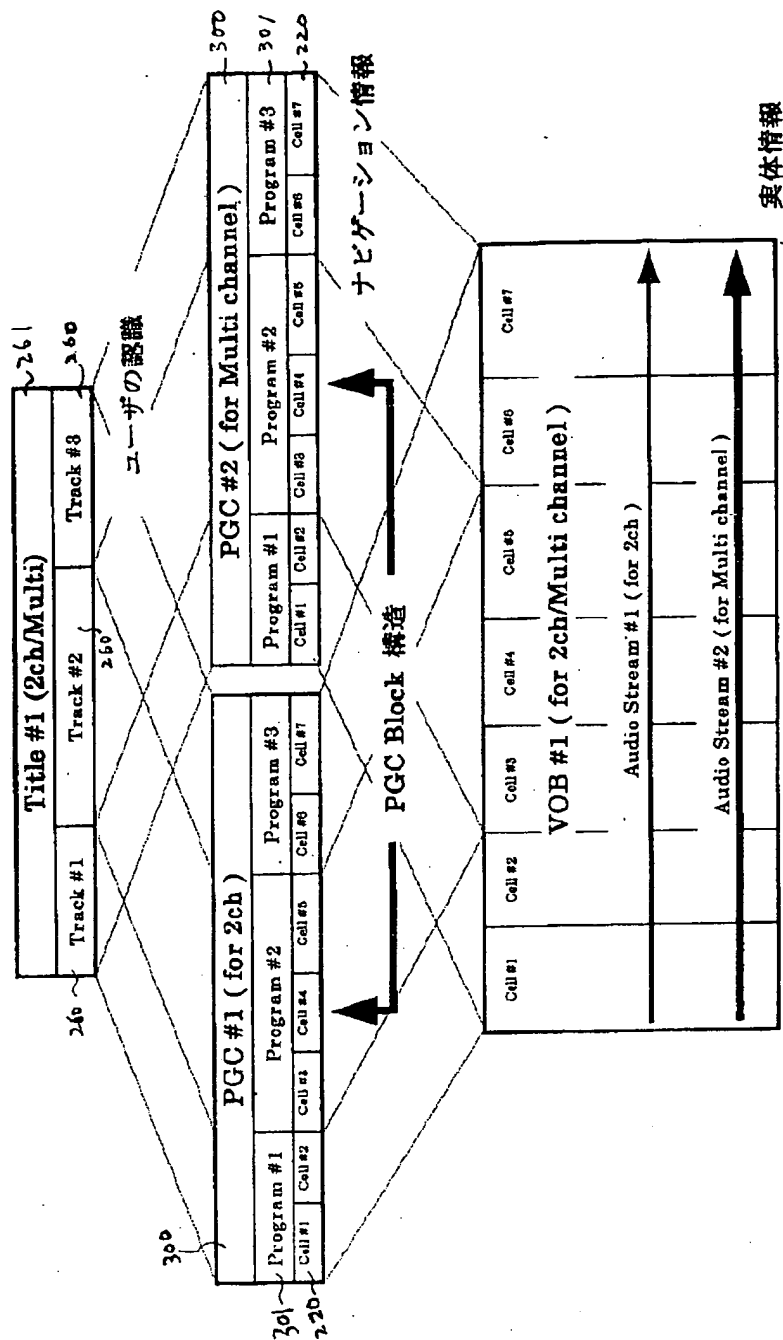 261
Title #1 (2ch/Multi)
260
Track #1
Track #2
Track #3
260
260
ユーザの認識
300
PGC #1 ( for 2ch )
301
Program #1
Program #2
Program #3
220
Cell #1
Cell #2
Cell #3
Cell #4
Cell #5
Cell #6
Cell #7
300
PGC #2 ( for Multi channel )
301
Program #1
Program #2
Program #3
220
Cell #1
Cell #2
Cell #3
Cell #4
Cell #5
Cell #6
Cell #7
PGC Block 構造
ナビゲーション情報
Cell #1
Cell #2
Cell #3
Cell #4
Cell #5
Cell #6
Cell #7
VOB #1 ( for 2ch/Multi channel )
Audio Stream #1 ( for 2ch )
Audio Stream #2 ( for Multi channel )
実体情報